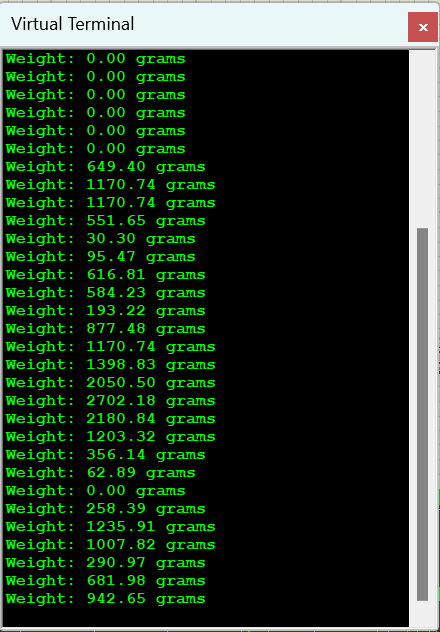 Virtual Terminal
Weight: 0.00 grams
Weight: 0.00 grams
Weight: 0.00 grams
Weight: 0.00 grams
Weight: 0.00 grams
Weight: 0.00 grams
Weight: 649.40 grams
Weight: 1170.74 grams
Weight: 1170.74 grams
Weight: 551.65 grams
Weight: 30.30 grams
Weight: 95.47 grams
Weight: 616.81 grams
Weight: 584.23 grams
Weight: 193.22 grams
Weight: 877.48 grams
Weight: 1170.74 grams
Weight: 1398.83 grams
Weight: 2050.50 grams
Weight: 2702.18 grams
Weight: 2180.84 grams
Weight: 1203.32 grams
Weight: 356.14 grams
Weight: 62.89 grams
Weight: 0.00 grams
Weight: 258.39 grams
Weight: 1235.91 grams
Weight: 1007.82 grams
Weight: 290.97 grams
Weight: 681.98 grams
Weight: 942.65 grams